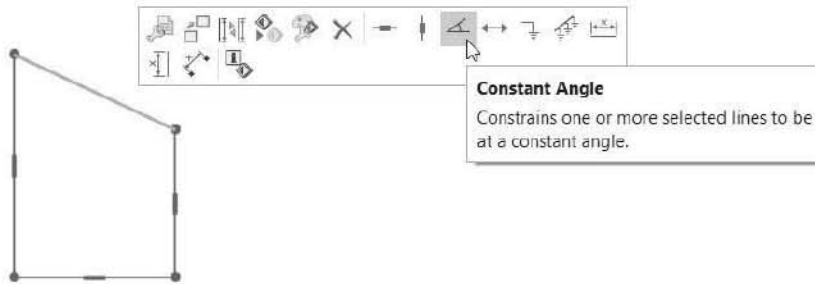 Constant Angle
Constrains one or more selected lines to be
at a constant angle.